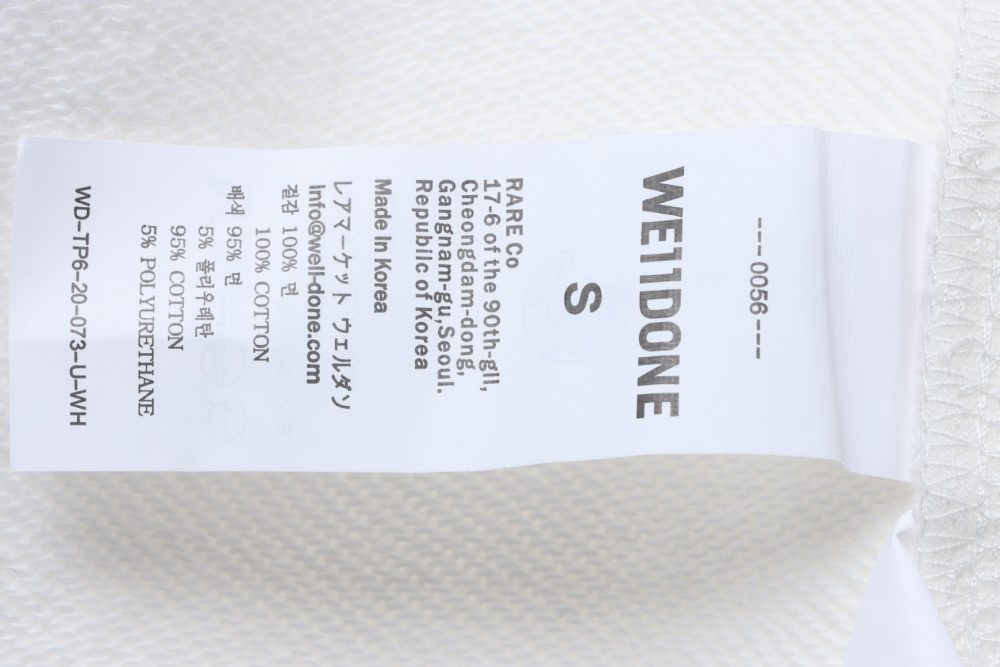 ---0056---
WE11DONE
S
RARE Co
17-6 of the 90th-gil,
Cheongdam-dong,
Gangnam-gu,Seoul.
Repubilc of Korea
Made In Korea
レアマーケット ウェルダン
Info@well-done.com
겉감 100% 면
100% COTTON
배색 95% 면
5% 폴리우레탄
95% COTTON
5% POLYURETHANE
WD-TP6-20-073-U-WH